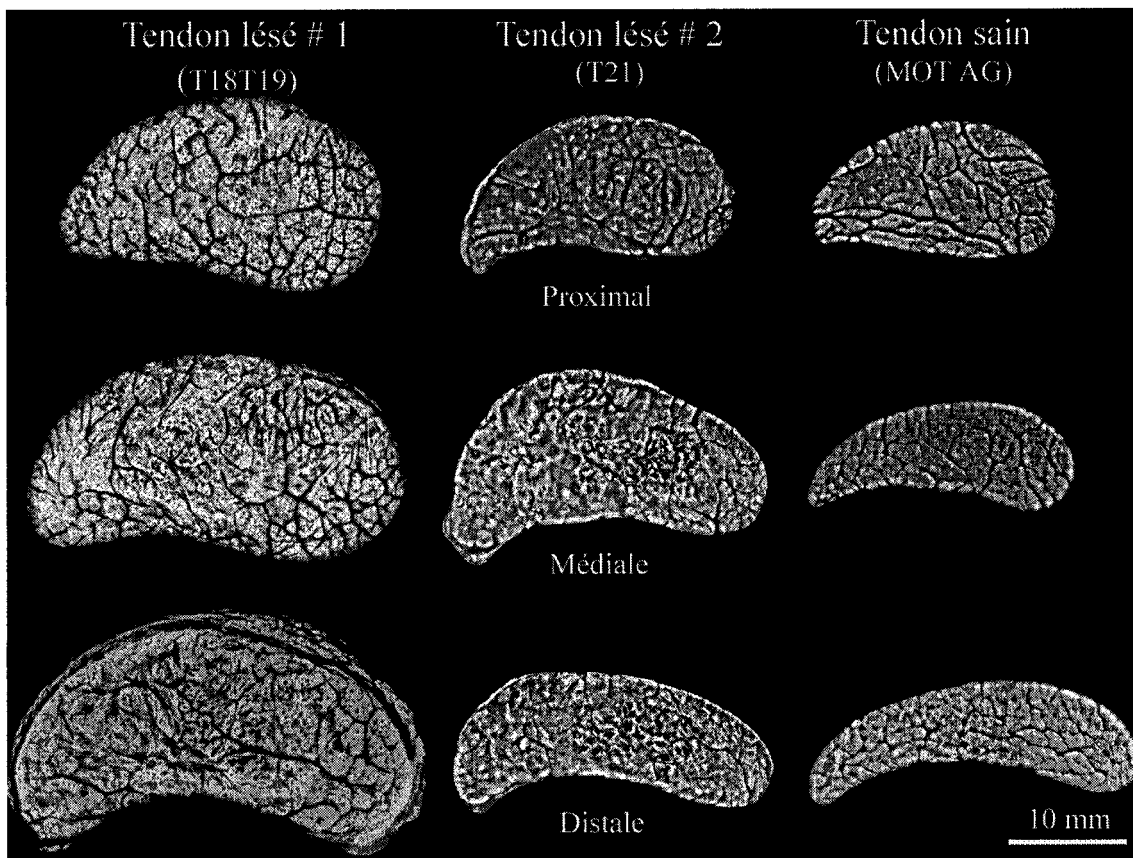 Tendon lésé # 1
(T18T19)
Tendon lésé # 2
(T21)
Tendon sain
(MOT AG)
Proximal
Médiale
Distale
10 mm